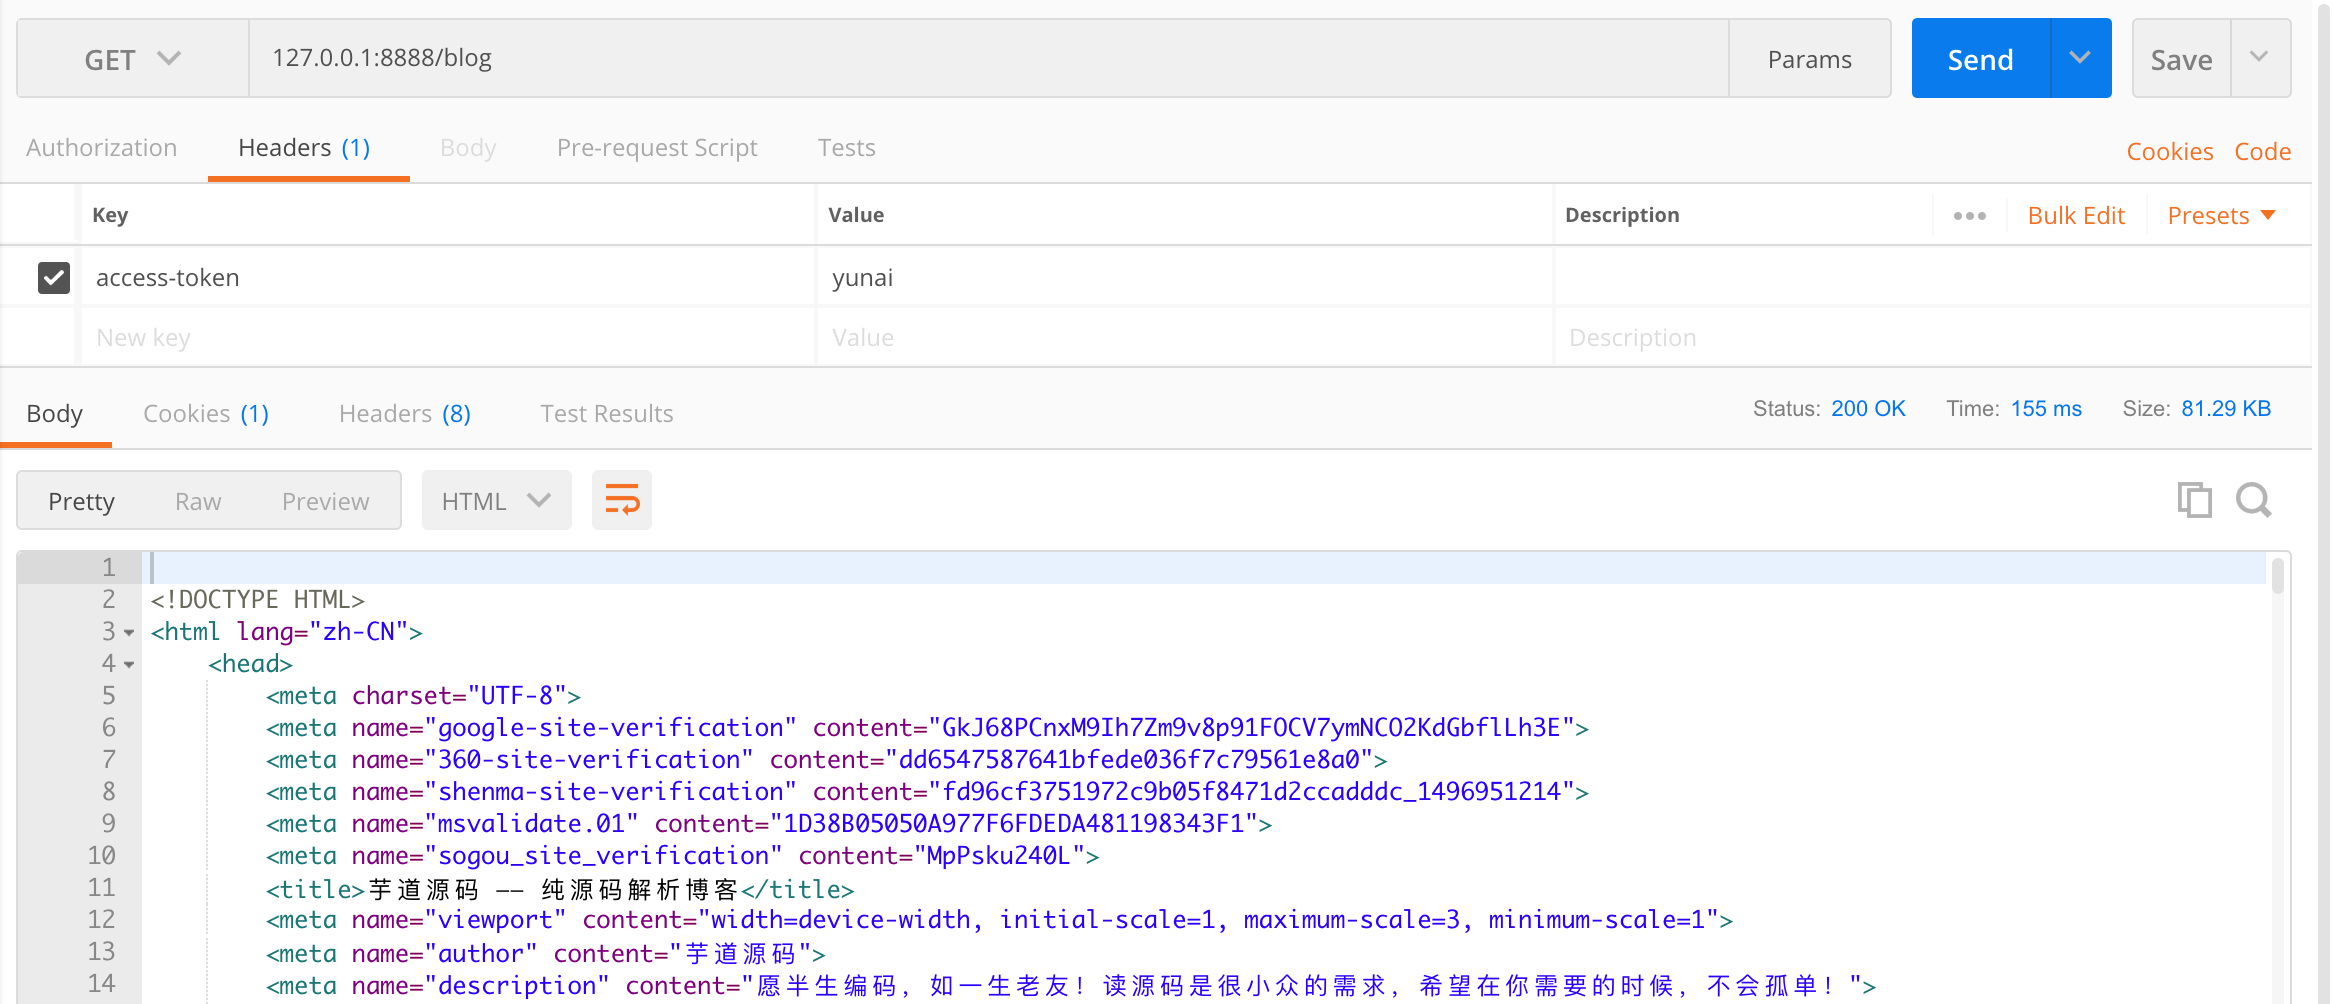 GET 127.0.0.1:8888/blog Params Send Save
Authorization Headers (1) Body Pre-request Script Tests Cookies Code
Key Value Description ••• Bulk Edit Presets
access-token yunai
New key Value Description
Body Cookies (1) Headers (8) Test Results Status: 200 OK Time: 155 ms Size: 81.29 KB
Pretty Raw Preview HTML
1
2 <!DOCTYPE HTML>
3 <html lang="zh-CN">
4 <head>
5 <meta charset="UTF-8">
6 <meta name="google-site-verification" content="GkJ68PCnxM9Ih7Zm9v8p91FOCV7ymNCO2KdGbflLh3E">
7 <meta name="360-site-verification" content="dd6547587641bfede036f7c79561e8a0">
8 <meta name="shenma-site-verification" content="fd96cf3751972c9b05f8471d2ccadddc_1496951214">
9 <meta name="msvalidate.01" content="1D38B05050A977F6FDEDA481198343F1">
10 <meta name="sogou_site_verification" content="MpPsku240L">
11 <title>芋道源码 —— 纯源码解析博客</title>
12 <meta name="viewport" content="width=device-width, initial-scale=1, maximum-scale=3, minimum-scale=1">
13 <meta name="author" content="芋道源码">
14 <meta name="description" content="愿半生编码，如一生老友！读源码是很小众的需求，希望在你需要的时候，不会孤单！">